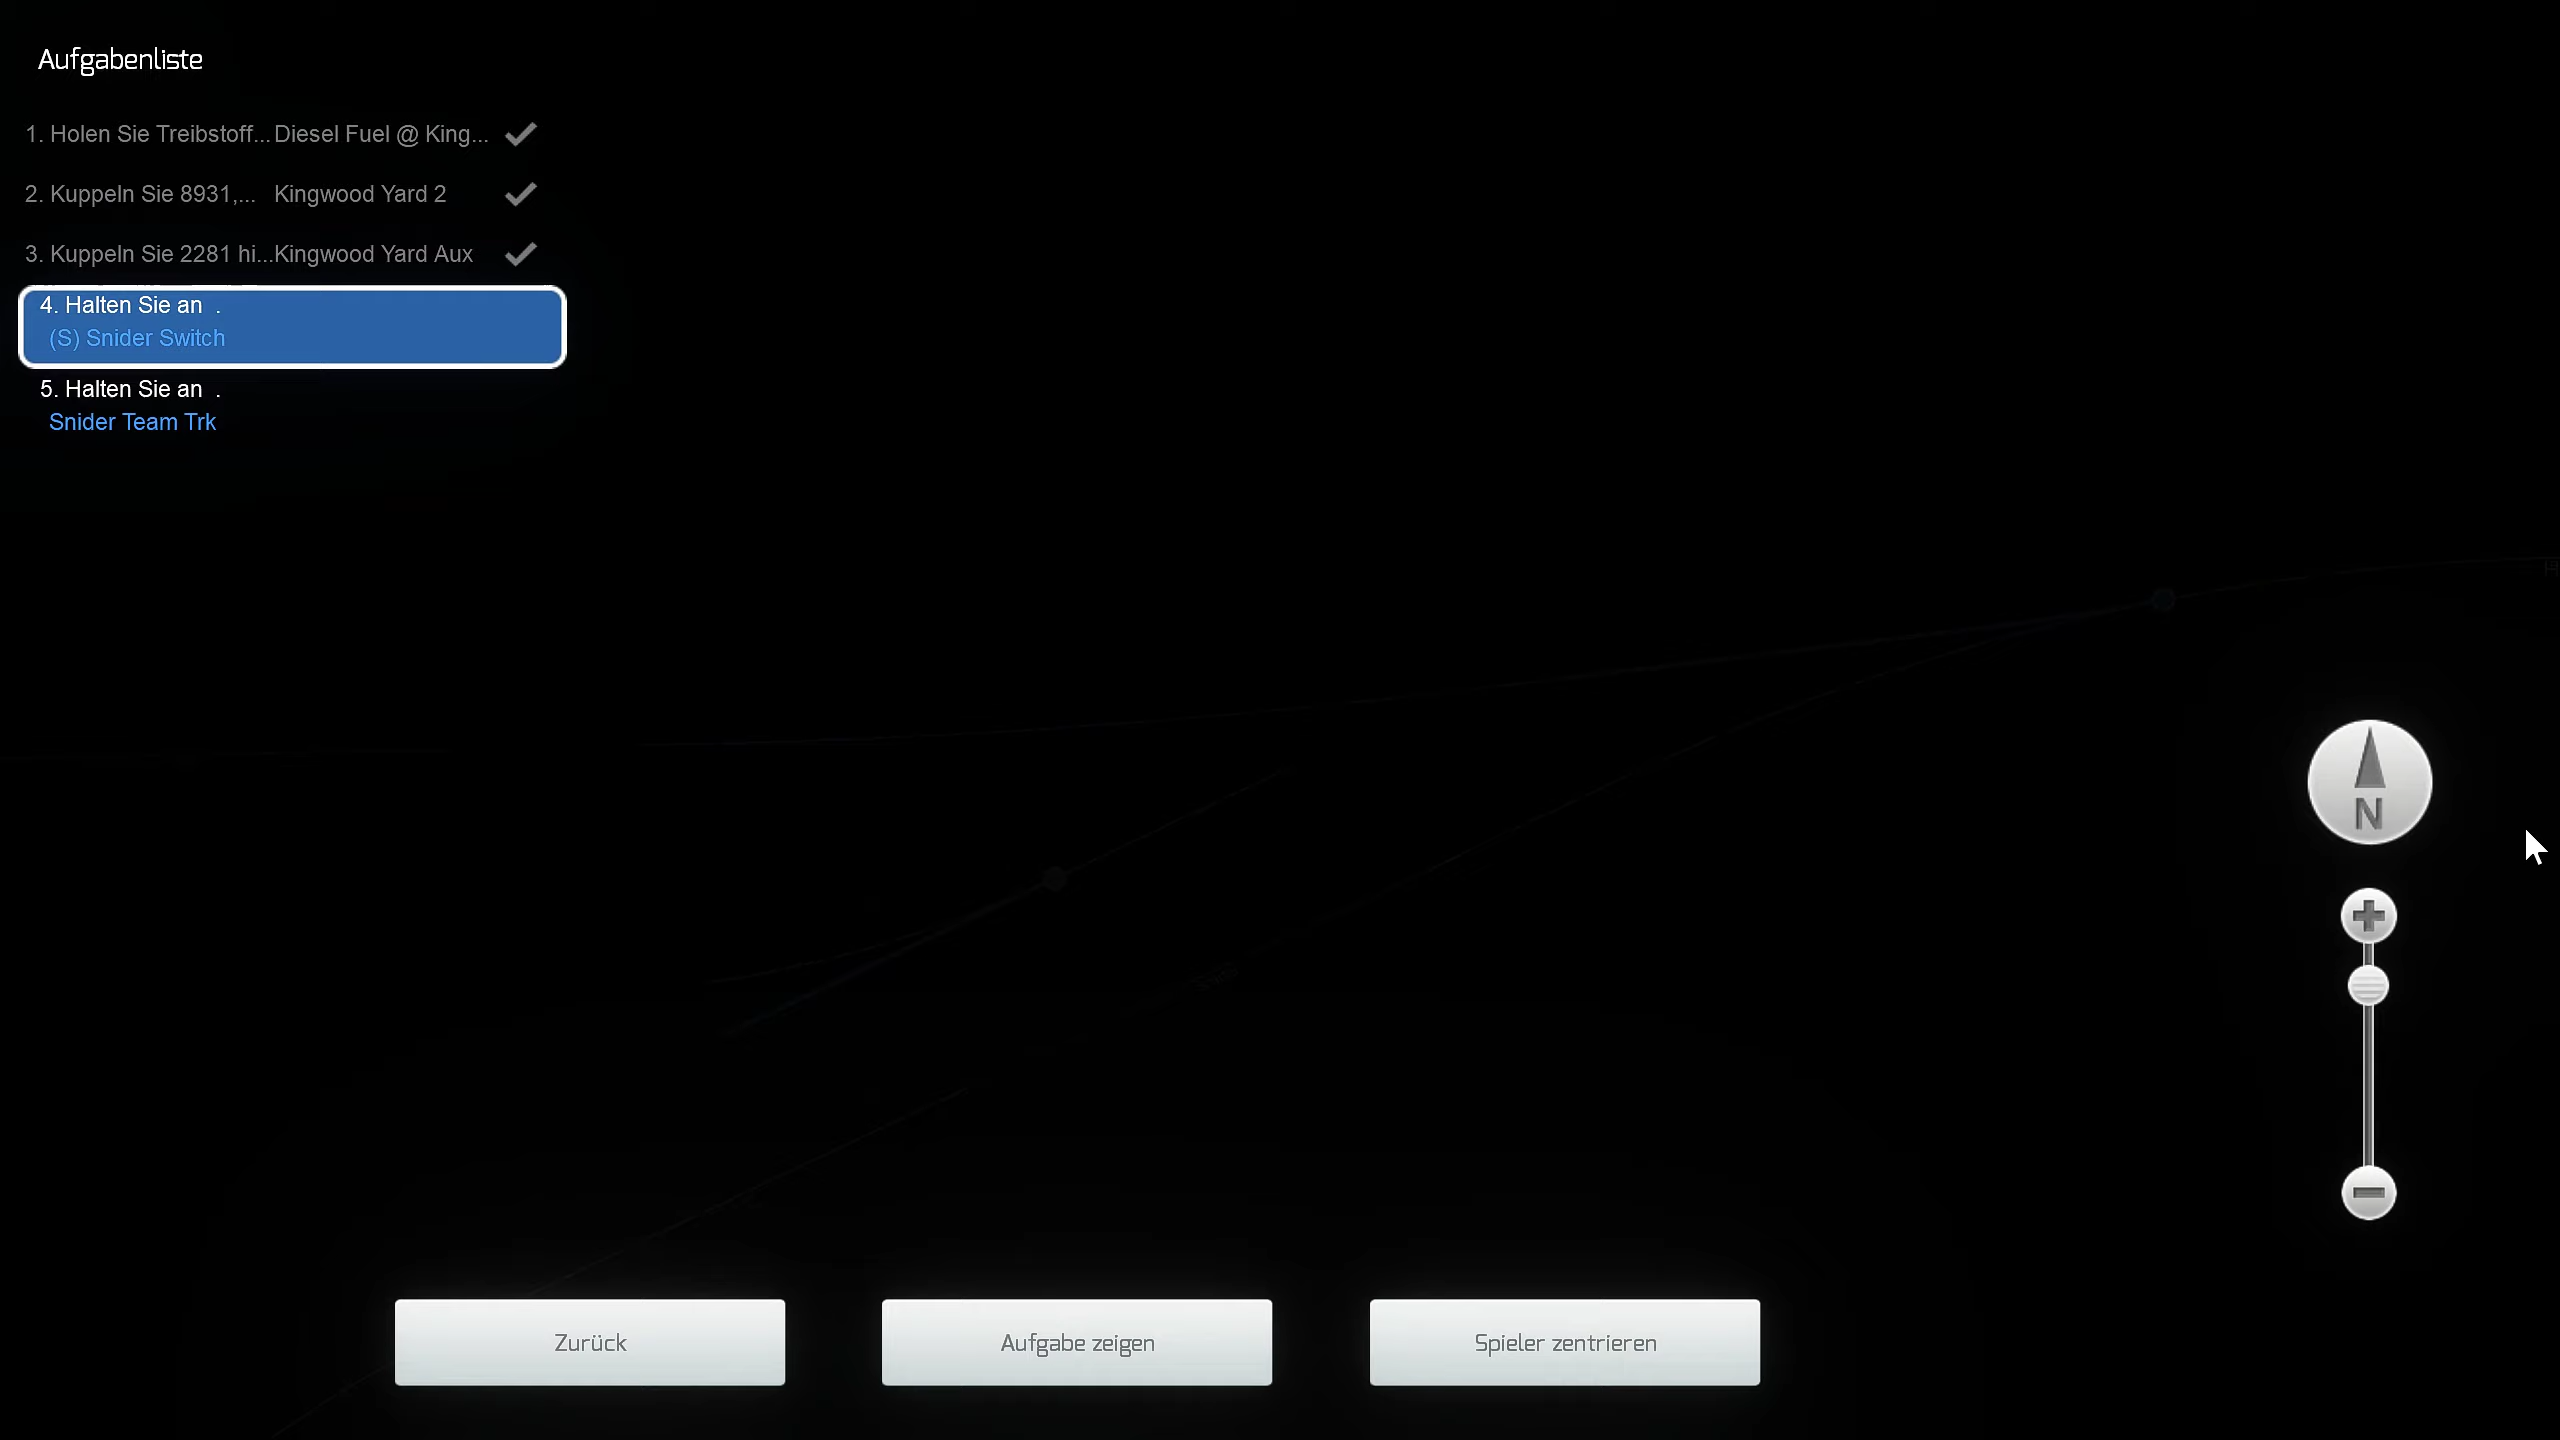 Aufgabenliste
1. Holen Sie Treibstoff... Diesel Fuel @ King...
2. Kuppeln Sie 8931,... Kingwood Yard 2
3. Kuppeln Sie 2281 hi... Kingwood Yard Aux
4. Halten Sie an .
(S) Snider Switch
5. Halten Sie an .
Snider Team Trk
N
Zurück
Aufgabe zeigen
Spieler zentrieren